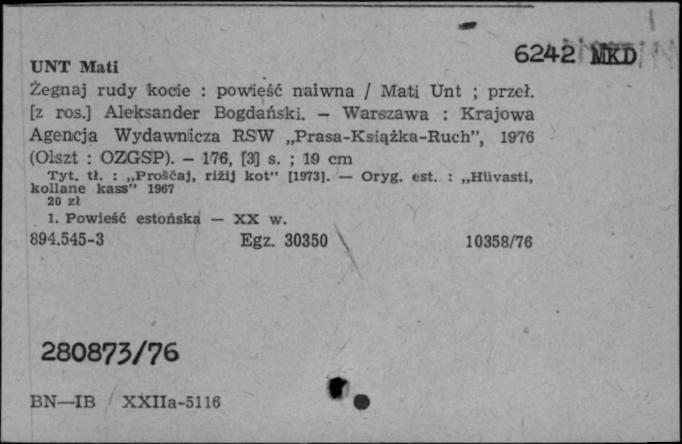 6242 MKD
UNT Mati
Żegnaj rudy kocie : powieść naiwna / Mati Unt ; przeł.
[z ros.] Aleksander Bogdański. — Warszawa : Krajowa
Agencja Wydawnicza RSW „Prasa-Książka-Ruch”, 1976
(Olszt : OZGSP). — 176, [3] s. ; 19 cm
Tyt. tł. : „Proščaj, rižij kot” [1973]. — Oryg. est. : „Hüvasti,
kollane kass” 1967
20 zł
1. Powieść estońska — XX w.
894.545-3 Egz. 30350 10358/76
280873/76
BN—IB / XXIIa-5116